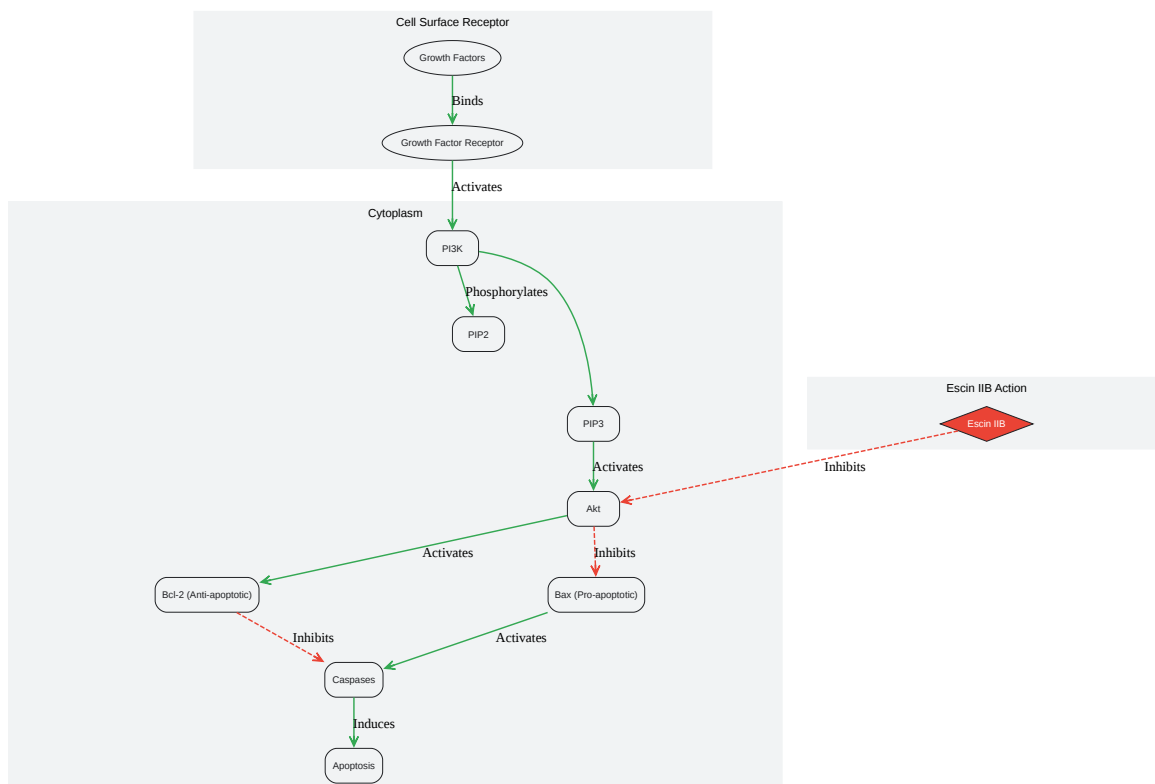 Cell Surface Receptor
Growth Factors
Binds
Growth Factor Receptor
Activates
Cytoplasm
PI3K
Phosphorylates
PIP2
Escin IIB Action
Escin IIB
PIP3
Activates
Inhibits
Akt
Activates
Inhibits
Bcl-2 (Anti-apoptotic)
Bax (Pro-apoptotic)
Inhibits
Activates
Caspases
Induces
Apoptosis